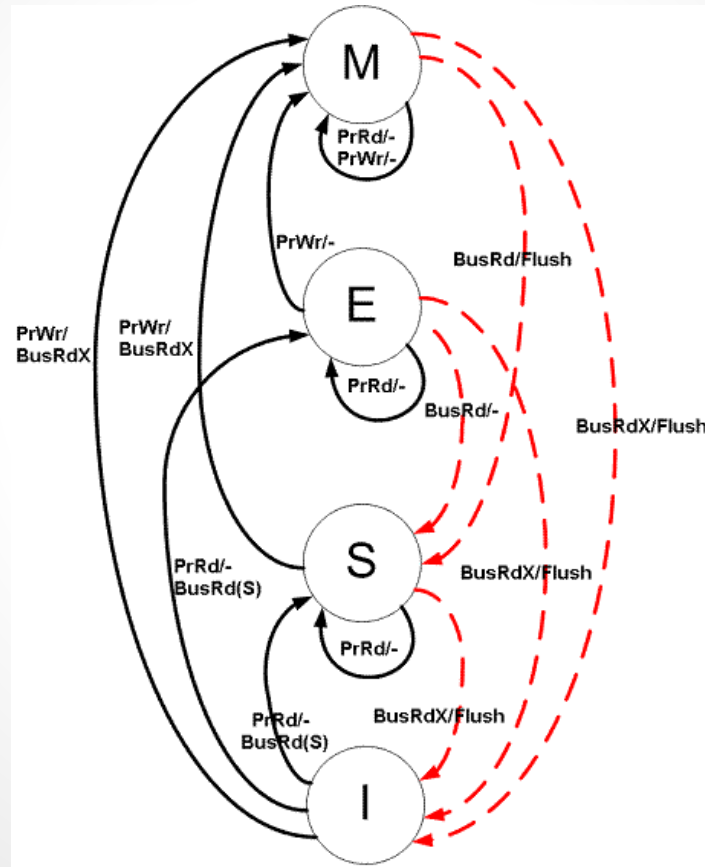 M
PrRd/-
PrWr/-
PrWr/-
BusRd/Flush
E
PrWr/
BusRdX
PrWr/
BusRdX
PrRd/-
BusRd/-
BusRdX/Flush
S
PrRd/-
BusRd(S)
BusRdX/Flush
PrRd/-
PrRd/-
BusRd(S)
BusRdX/Flush
I